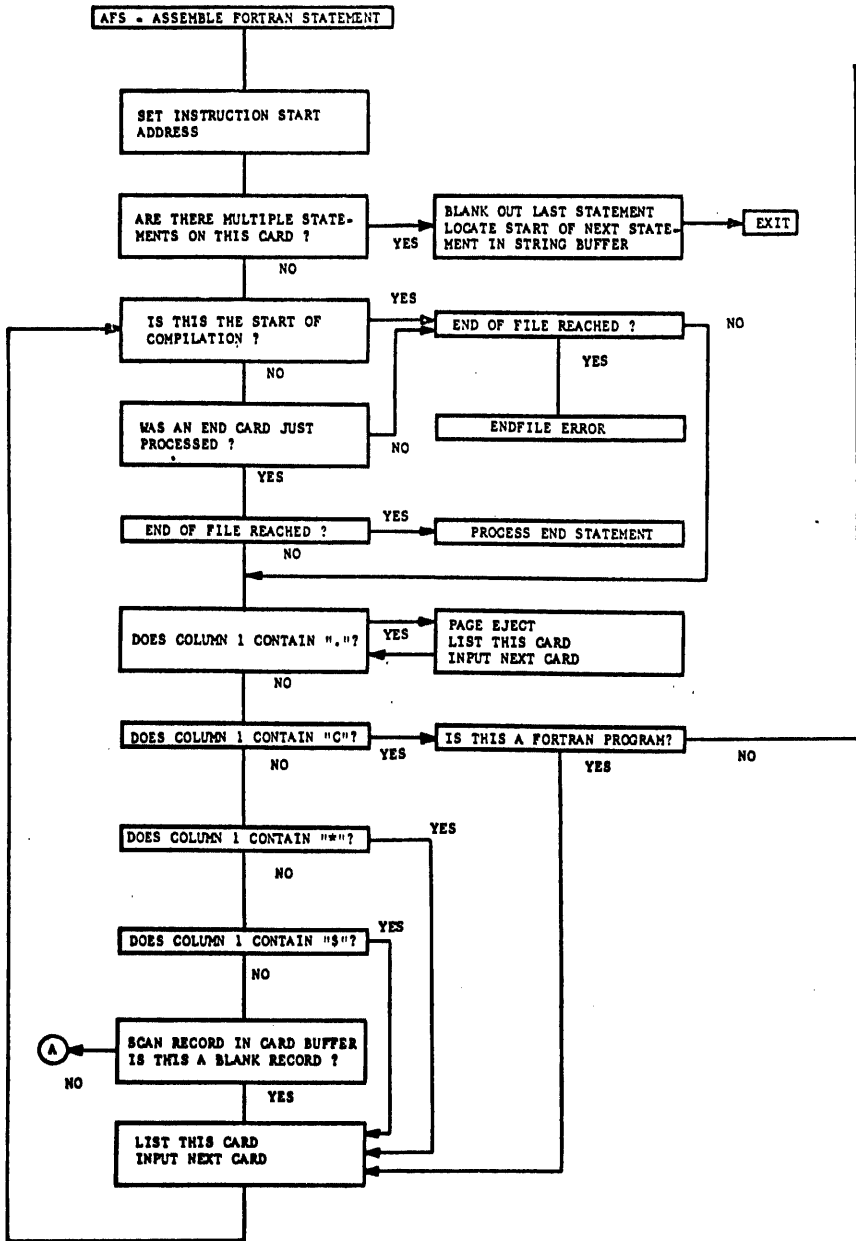 AFS - ASSEMBLE FORTRAN STATEMENT
SET INSTRUCTION START
ADDRESS
ARE THERE MULTIPLE STATE-
MENTS ON THIS CARD ?
YES
BLANK OUT LAST STATEMENT
LOCATE START OF NEXT STATE-
MENT IN STRING BUFFER
EXIT
NO
IS THIS THE START OF
COMPILATION ?
YES
END OF FILE REACHED ?
NO
YES
NO
ENDFILE ERROR
WAS AN END CARD JUST
PROCESSED ?
NO
YES
END OF FILE REACHED ?
YES
PROCESS END STATEMENT
NO
DOES COLUMN 1 CONTAIN "."?
YES
PAGE EJECT
LIST THIS CARD
INPUT NEXT CARD
NO
DOES COLUMN 1 CONTAIN "C"?
YES
IS THIS A FORTRAN PROGRAM?
NO
YES
NO
DOES COLUMN 1 CONTAIN "*"?
YES
NO
DOES COLUMN 1 CONTAIN "$"?
YES
NO
SCAN RECORD IN CARD BUFFER
IS THIS A BLANK RECORD ?
A
NO
YES
LIST THIS CARD
INPUT NEXT CARD